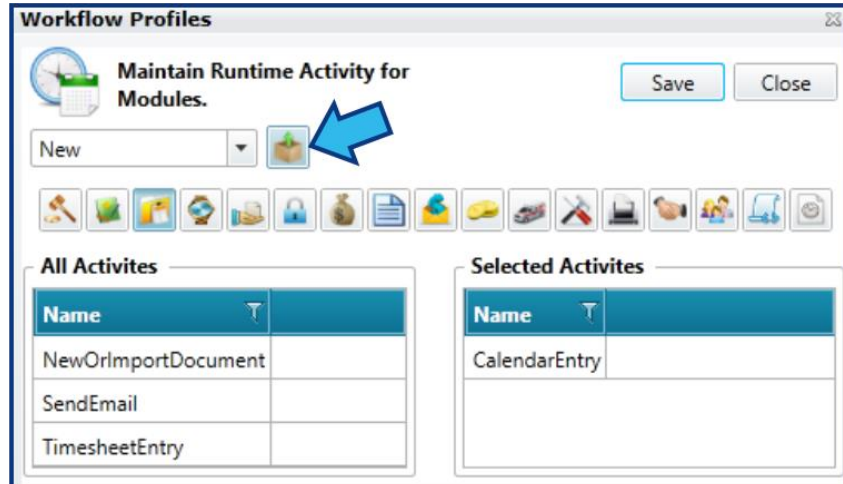 Workflow Profiles
Maintain Runtime Activity for
Modules.
Save
Close
New
All Activites
Name
NewOrImportDocument
SendEmail
TimesheetEntry
Selected Activites
Name
CalendarEntry